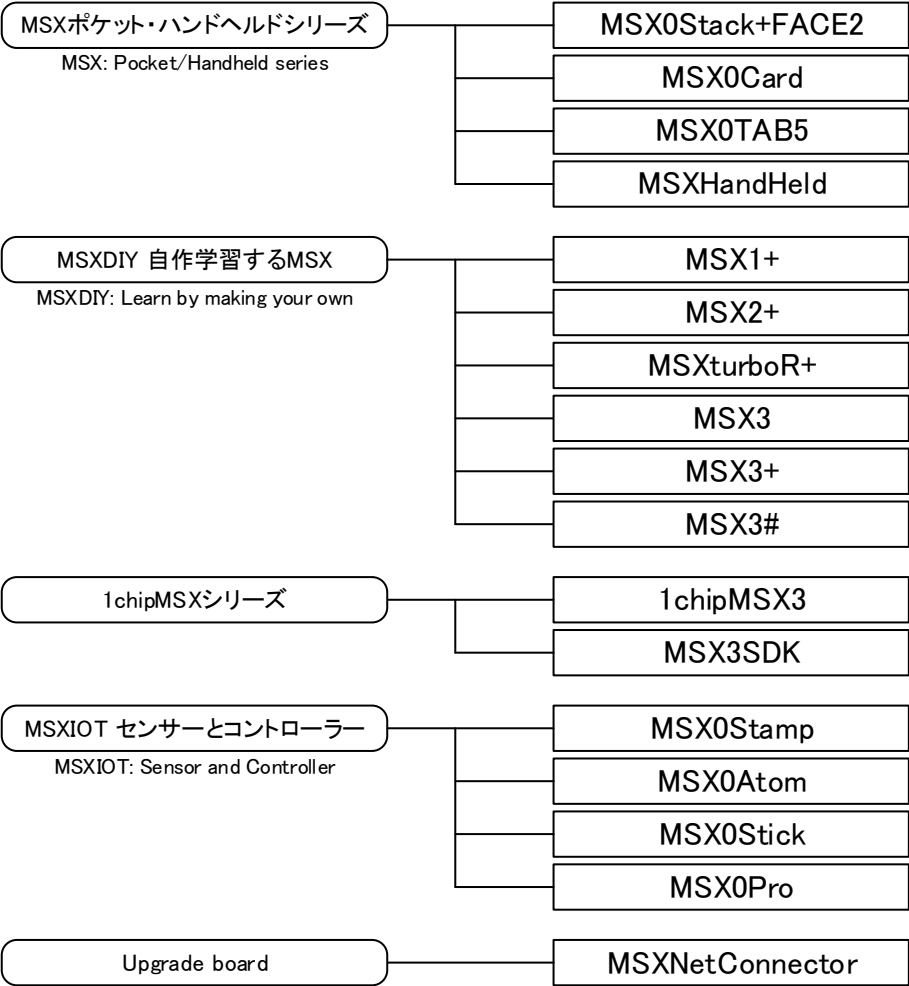 MSXポケット・ハンドヘルドシリーズ
MSX: Pocket/Handheld series
MSX0Stack+FACE2
MSX0Card
MSX0TAB5
MSXHandHeld
MSXDIY 自作学習するMSX
MSXDIY: Learn by making your own
MSX1+
MSX2+
MSXturboR+
MSX3
MSX3+
MSX3#
1chipMSXシリーズ
1chipMSX3
MSX3SDK
MSXIOT センサーとコントローラー
MSXIOT: Sensor and Controller
MSX0Stamp
MSX0Atom
MSX0Stick
MSX0Pro
Upgrade board
MSXNetConnector